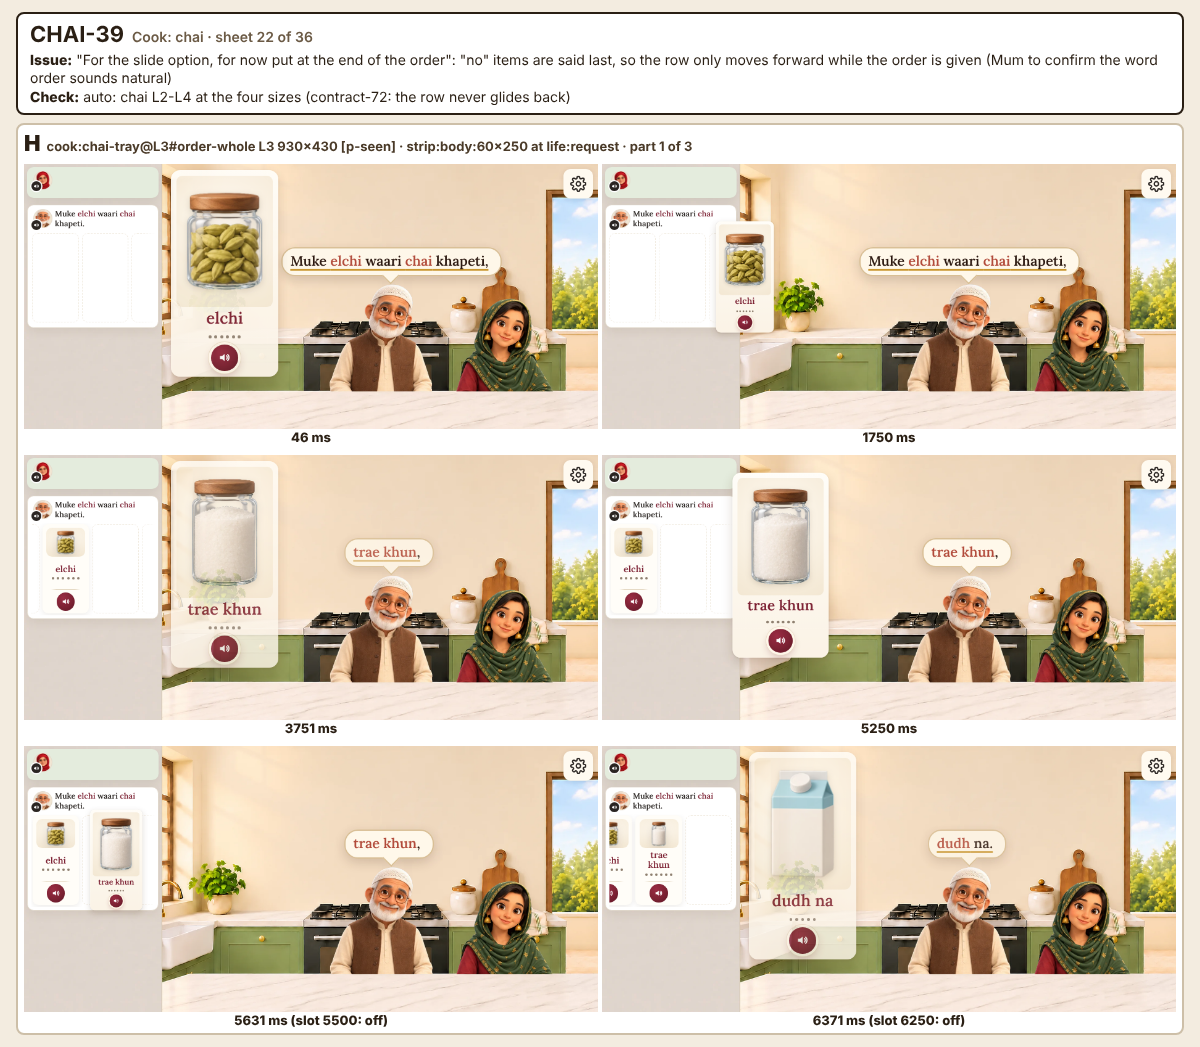 CHAI-39 Cook: chai · sheet 22 of 36
Issue: "For the slide option, for now put at the end of the order": "no" items are said last, so the row only moves forward while the order is given (Mum to confirm the word
order sounds natural)
Check: auto: chai L2-L4 at the four sizes (contract-72: the row never glides back)
H cook:chai-tray@L3#order-whole L3 930×430 [p-seen] · strip:body:60×250 at life:request · part 1 of 3
Muke elchi waari chai
khapeti.
elchi
Muke elchi waari chai khapeti,
46 ms
Muke elchi waari chai
khapeti.
elchi
Muke elchi waari chai khapeti,
1750 ms
Muke elchi waari chai
khapeti.
elchi
trae khun
trae khun,
3751 ms
Muke elchi waari chai
khapeti.
elchi
trae khun
trae khun,
5250 ms
Muke elchi waari chai
khapeti.
elchi
trae khun
trae khun,
5631 ms (slot 5500: off)
Muke elchi waari chai
khapeti.
chi
trae
khun
dudh na
dudh na.
6371 ms (slot 6250: off)